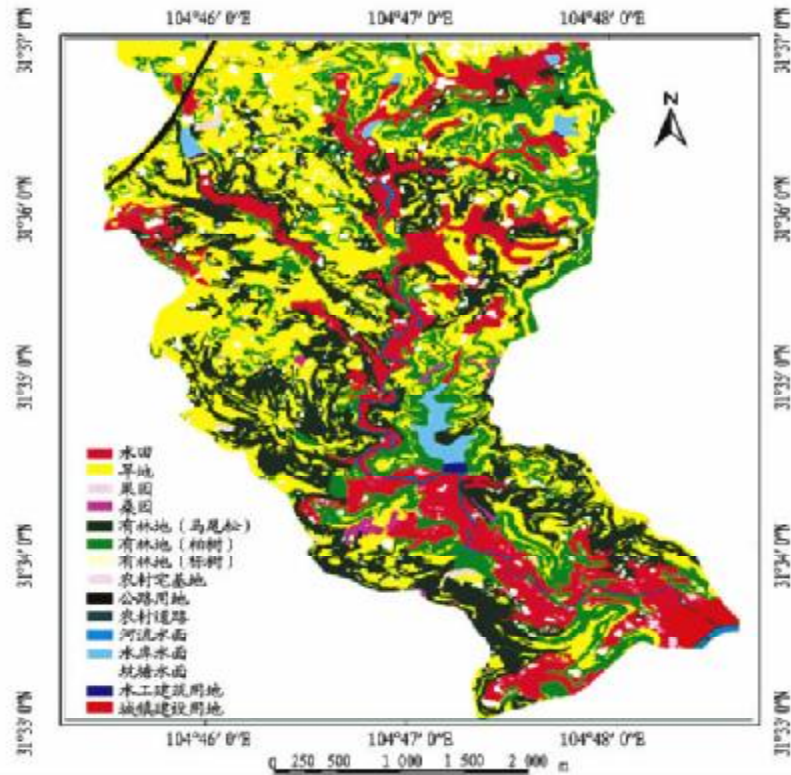 104°46′ 0″E 104°47′ 0″E 104°48′ 0″E
31°37′ 0″N 31°37′ 0″N
N
31°36′ 0″N 31°36′ 0″N
31°35′ 0″N 31°35′ 0″N
水田
旱地
果园
桑园
有林地（马尾松）
有林地（柏树）
有林地（栎树）
农村宅基地
公路用地
农村道路
河流水面
水库水面
坑塘水面
水工建筑用地
城镇建设用地
31°34′ 0″N 31°34′ 0″N
31°33′ 0″N 31°33′ 0″N
104°46′ 0″E 104°47′ 0″E 104°48′ 0″E
0 250 500 1 000 1 500 2 000 m